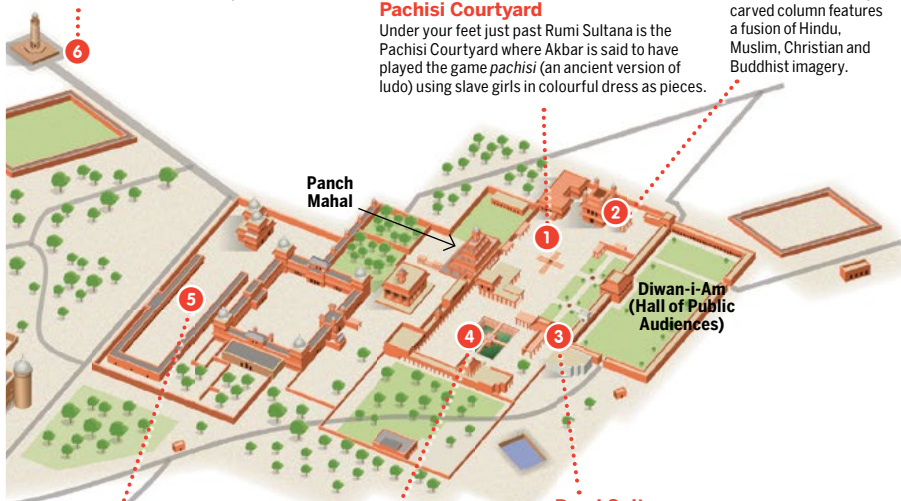 Pachisi Courtyard
Under your feet just past Rumi Sultana is the
Pachisi Courtyard where Akbar is said to have
played the game pachisi (an ancient version of
ludo) using slave girls in colourful dress as pieces.
carved column features
a fusion of Hindu,
Muslim, Christian and
Buddhist imagery.
6
Panch
Mahal
2
1
Diwan-i-Am
(Hall of Public
Audiences)
5
4
3